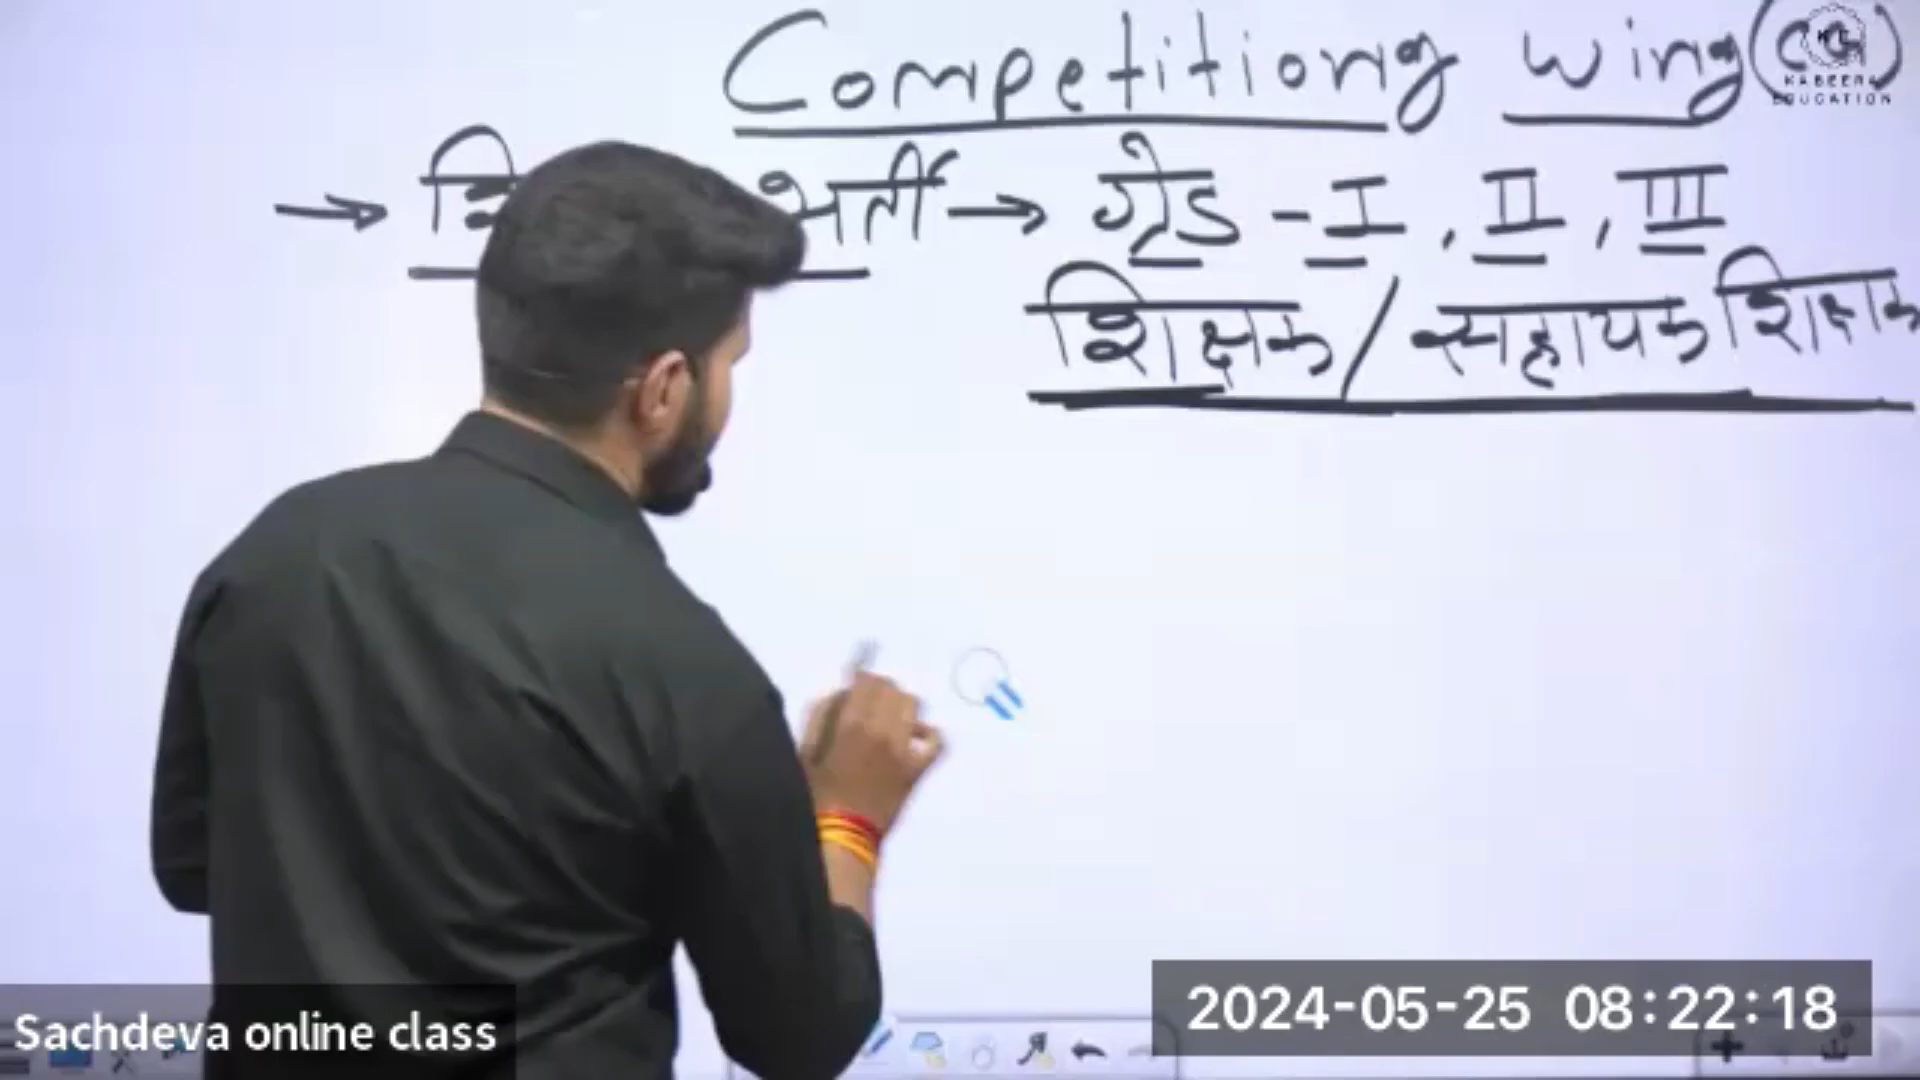 Competitiong wing
KABEERA
EDUCATION
→ भर्ती → ग्रेड - I, II, III
शिक्षक / सहायक शिक्षक
Sachdeva online class
2024-05-25 08:22:18